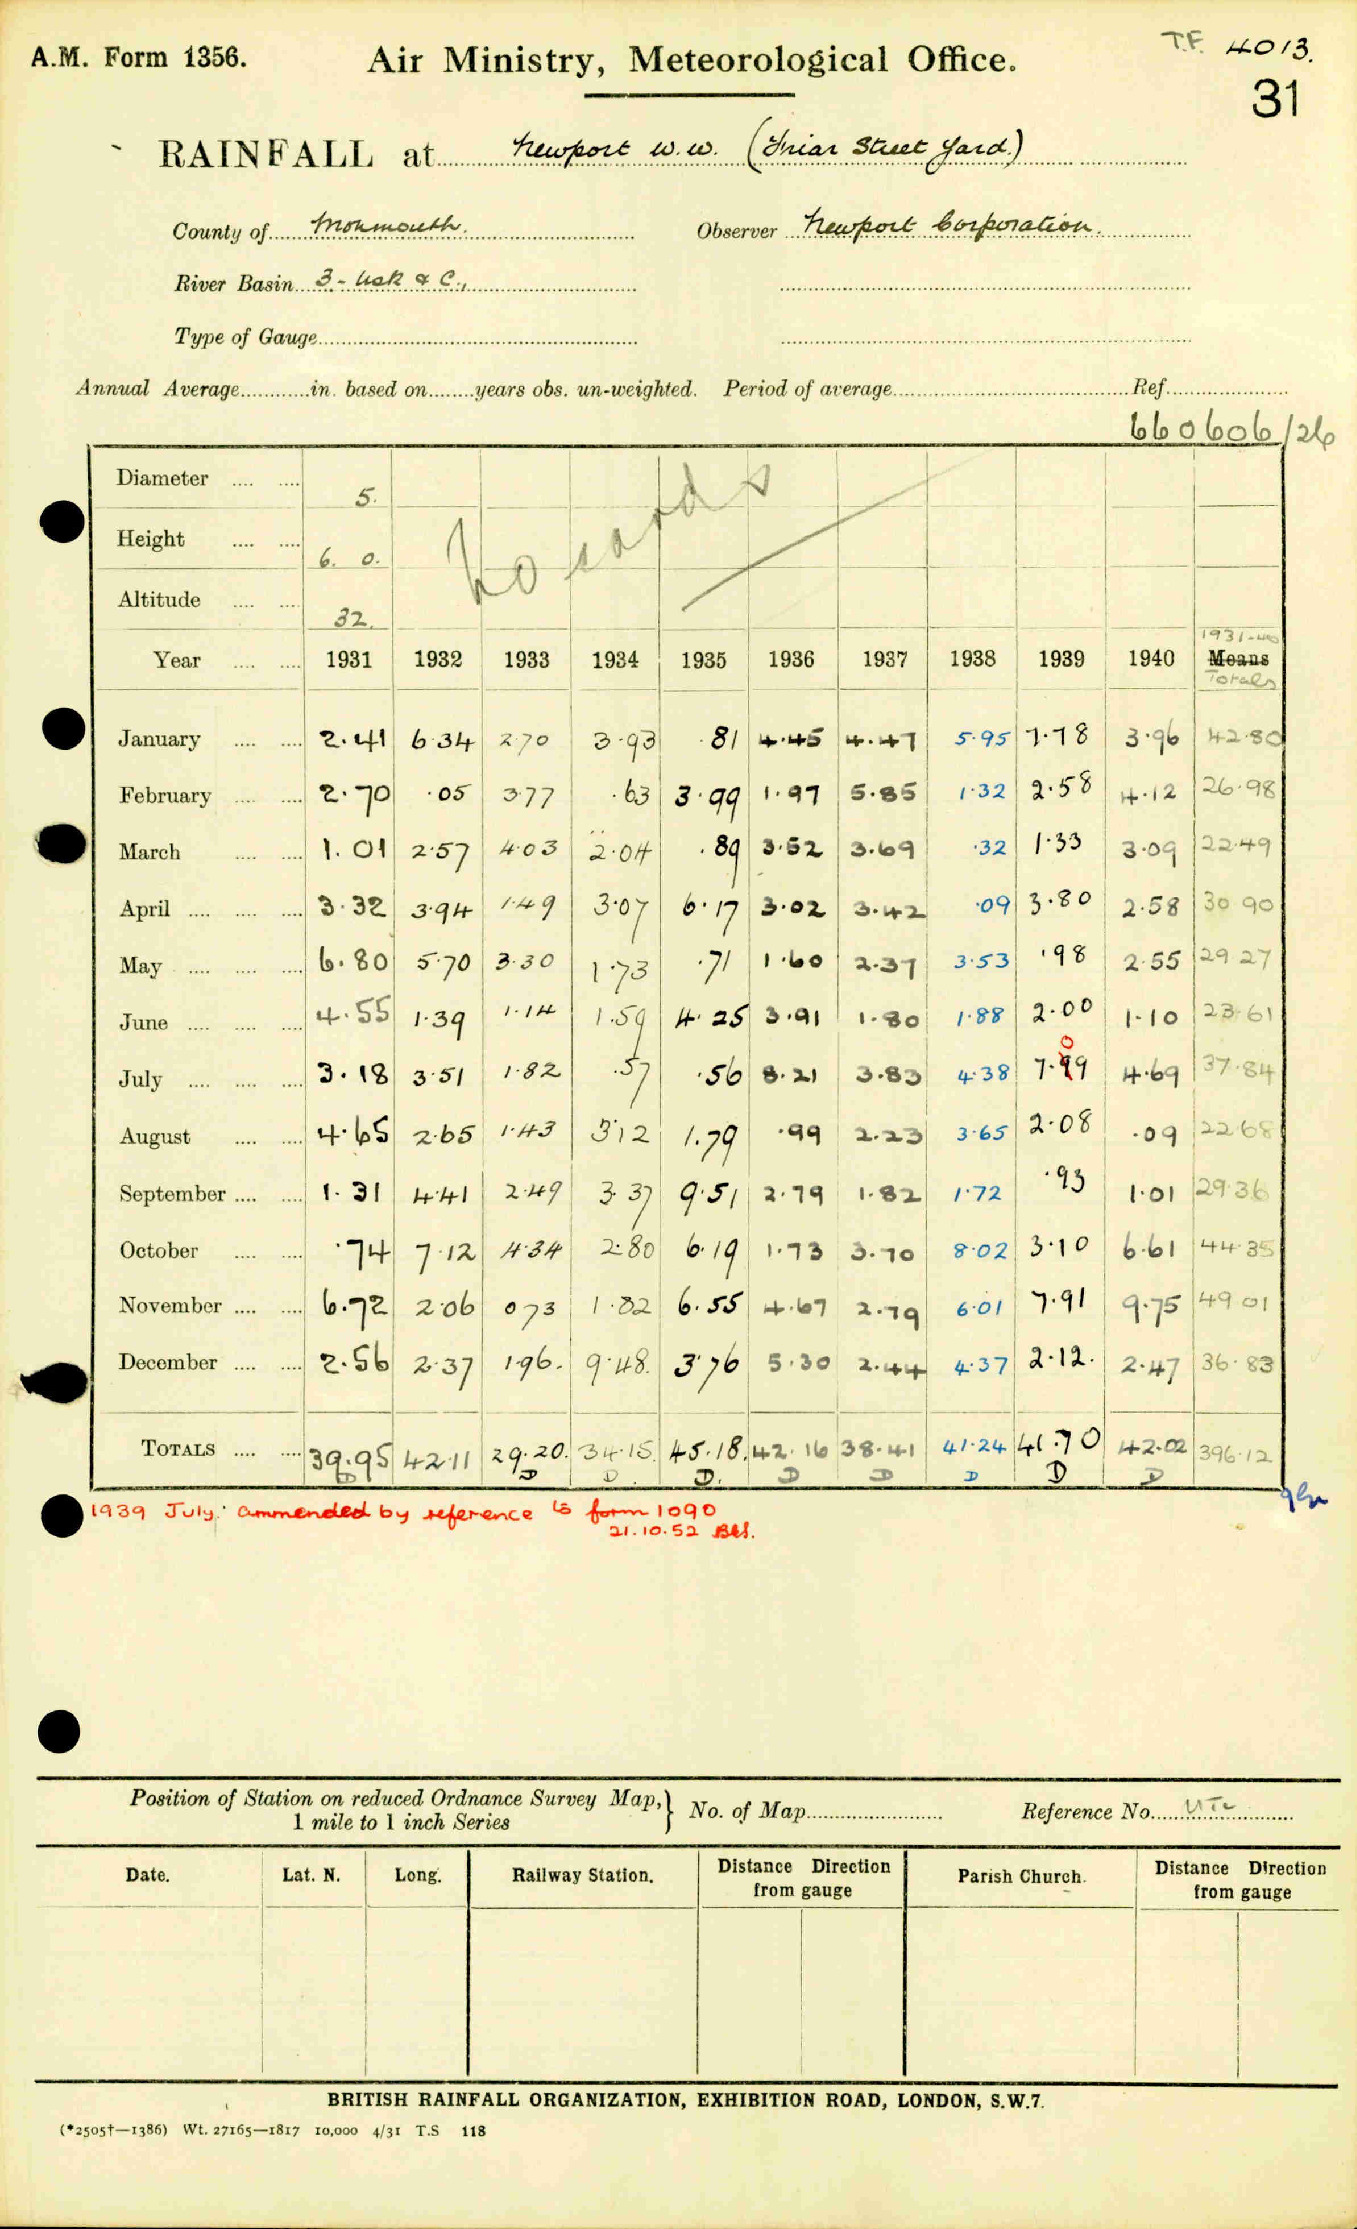 A.M. Form 1356.
Air Ministry, Meteorological Office.
T.F. 4013.
31
RAINFALL at Newport W.W. (Friar Street Yard)
County of Monmouth.
Observer Newport Corporation.
River Basin 3 - Usk & C.,
Type of Gauge
Annual Average in. based on years obs. un-weighted. Period of average Ref.
660606/26
Diameter 5.
Height 6. 0.
Altitude 32.
No cards
1931-40
Year 1931 1932 1933 1934 1935 1936 1937 1938 1939 1940 Means
Totals
January 2.41 6.34 2.70 3.93 .81 4.45 4.47 5.95 7.78 3.96 42.80
February 2.70 .05 3.77 .63 3.99 1.97 5.85 1.32 2.58 4.12 26.98
March 1.01 2.57 4.03 2.04 .89 3.52 3.69 .32 1.33 3.09 22.49
April 3.32 3.94 1.49 3.07 6.17 3.02 3.42 .09 3.80 2.58 30.90
May 6.80 5.70 3.30 1.73 .71 1.60 2.37 3.53 .98 2.55 29.27
June 4.55 1.39 1.14 1.59 4.25 3.91 1.80 1.88 2.00 1.10 23.61
0
July 3.18 3.51 1.82 .57 .56 8.21 3.83 4.38 7.99 4.69 37.84
August 4.65 2.65 1.43 3.12 1.79 .99 2.23 3.65 2.08 .09 22.68
September 1.31 4.41 2.49 3.37 9.51 2.79 1.82 1.72 .93 1.01 29.36
October .74 7.12 4.34 2.80 6.19 1.73 3.70 8.02 3.10 6.61 44.35
November 6.72 2.06 0.73 1.82 6.55 4.67 2.79 6.01 7.91 9.75 49.01
December 2.56 2.37 1.96. 9.48. 3.76 5.30 2.44 4.37 2.12. 2.47 36.83
TOTALS 39.95 42.11 29.20. 34.15. 45.18. 42.16 38.41 41.24 41.70 42.02 396.12
D D D D. D D D D D
1939 July. ammended by reference to form 1090
21.10.52
Position of Station on reduced Ordnance Survey Map,
1 mile to 1 inch Series
No. of Map
Reference No.
Date. Lat. N. Long. Railway Station. Distance Direction from gauge Parish Church. Distance Direction from gauge
BRITISH RAINFALL ORGANIZATION, EXHIBITION ROAD, LONDON, S.W.7.
(*2505†—1386) Wt. 27165—1817 10,000 4/31 T.S 118